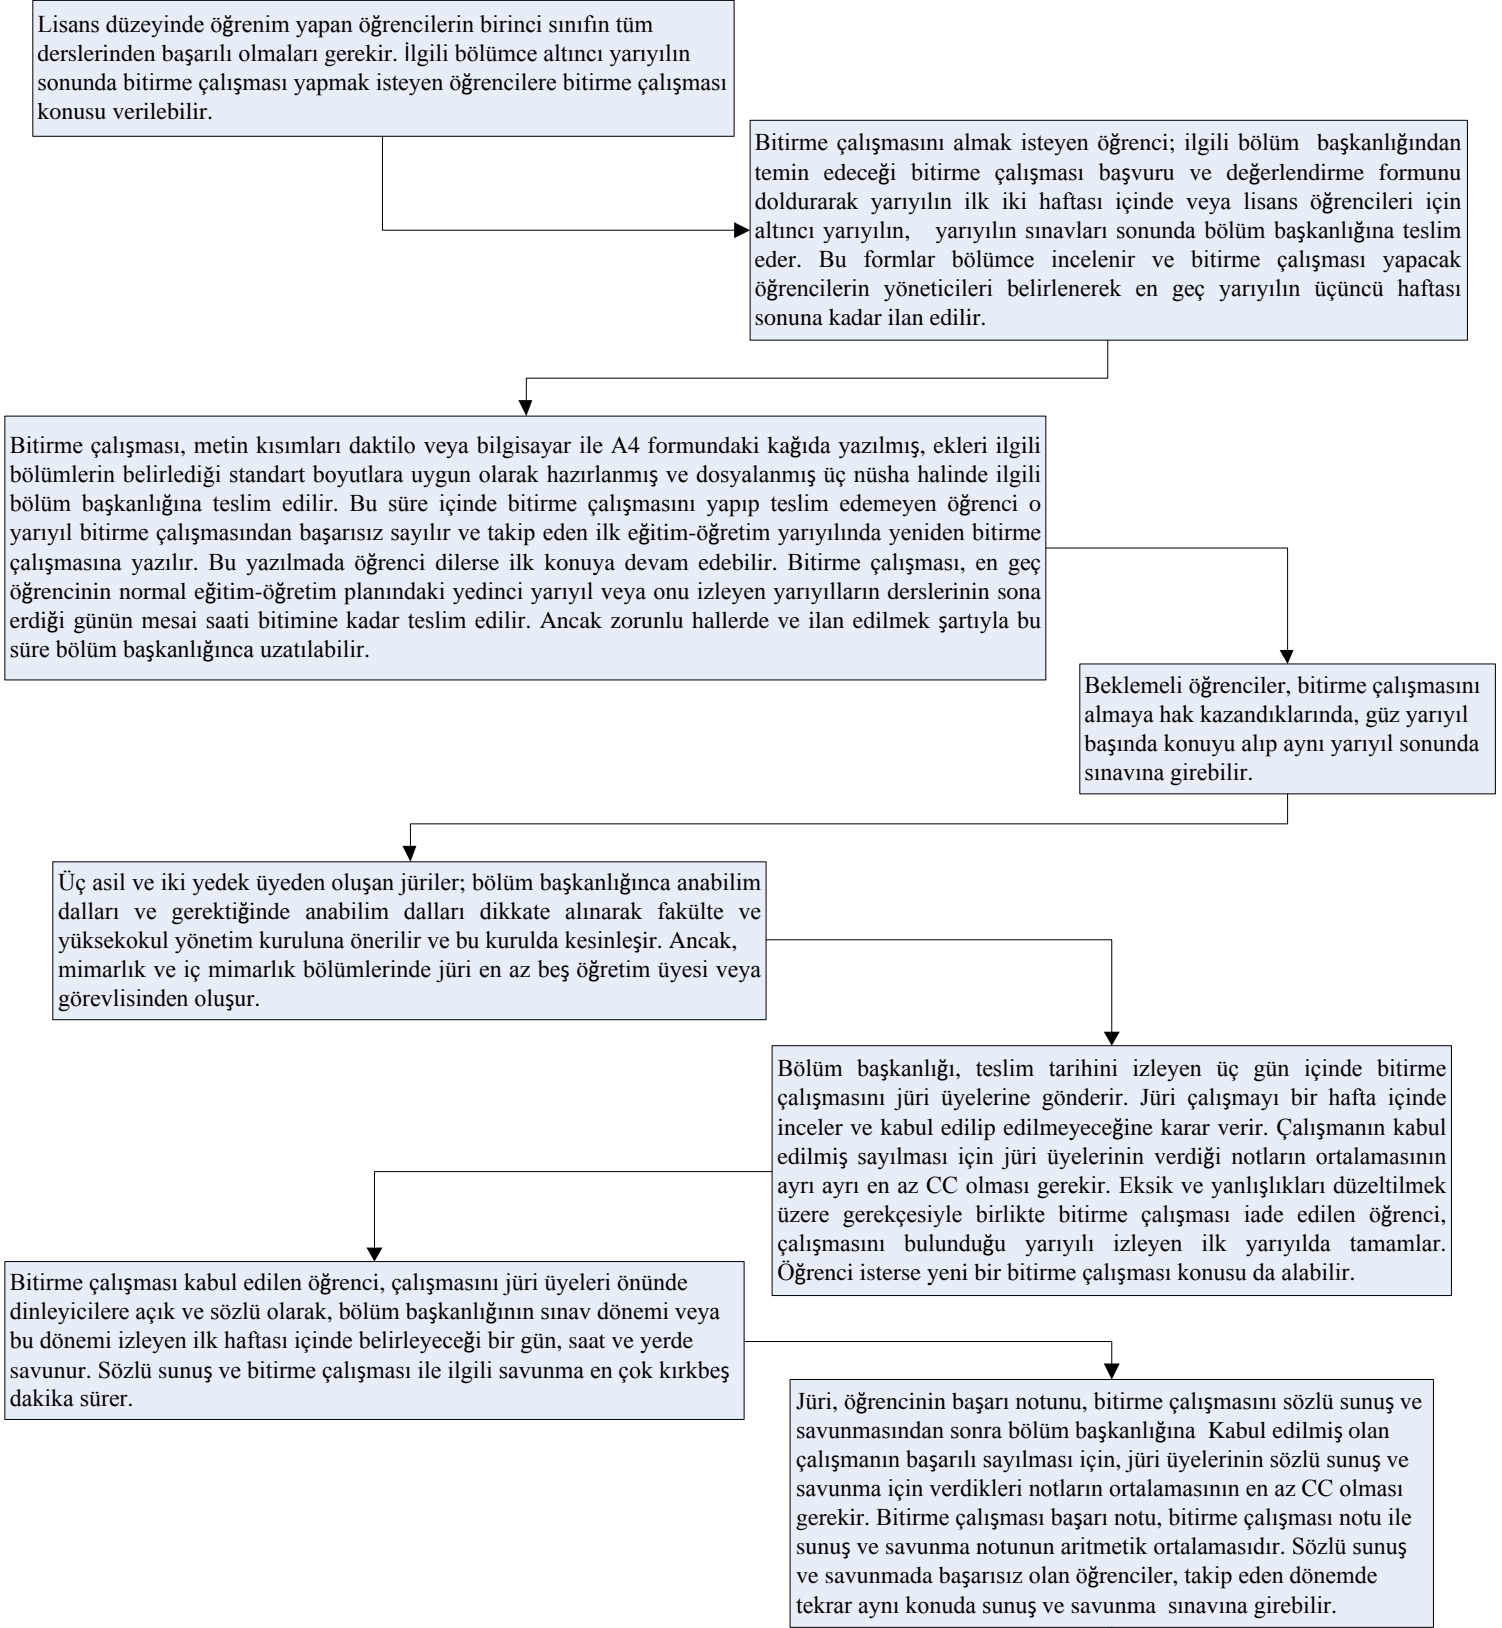 Lisans düzeyinde öğrenim yapan öğrencilerin birinci sınıfın tüm
derslerinden başarılı olmaları gerekir. İlgili bölümce altıncı yarıyılın
sonunda bitirme çalışması yapmak isteyen öğrencilere bitirme çalışması
konusu verilebilir.
Bitirme çalışmasını almak isteyen öğrenci; ilgili bölüm başkanlığından
temin edeceği bitirme çalışması başvuru ve değerlendirme formunu
doldurarak yarıyılın ilk iki haftası içinde veya lisans öğrencileri için
altıncı yarıyılın, yarıyılın sınavları sonunda bölüm başkanlığına teslim
eder. Bu formlar bölümce incelenir ve bitirme çalışması yapacak
öğrencilerin yöneticileri belirlenerek en geç yarıyılın üçüncü haftası
sonuna kadar ilan edilir.
Bitirme çalışması, metin kısımları daktilo veya bilgisayar ile A4 formundaki kağıda yazılmış, ekleri ilgili
bölümlerin belirlediği standart boyutlara uygun olarak hazırlanmış ve dosyalanmış üç nüsha halinde ilgili
bölüm başkanlığına teslim edilir. Bu süre içinde bitirme çalışmasını yapıp teslim edemeyen öğrenci o
yarıyıl bitirme çalışmasından başarısız sayılır ve takip eden ilk eğitim-öğretim yarıyılında yeniden bitirme
çalışmasına yazılır. Bu yazılmada öğrenci dilerse ilk konuya devam edebilir. Bitirme çalışması, en geç
öğrencinin normal eğitim-öğretim planındaki yedinci yarıyıl veya onu izleyen yarıyılların derslerinin sona
erdiği günün mesai saati bitimine kadar teslim edilir. Ancak zorunlu hallerde ve ilan edilmek şartıyla bu
süre bölüm başkanlığınca uzatılabilir.
Beklemeli öğrenciler, bitirme çalışmasını
almaya hak kazandıklarında, güz yarıyıl
başında konuyu alıp aynı yarıyıl sonunda
sınavına girebilir.
Üç asil ve iki yedek üyeden oluşan jüriler; bölüm başkanlığınca anabilim
dalları ve gerektiğinde anabilim dalları dikkate alınarak fakülte ve
yüksekokul yönetim kuruluna önerilir ve bu kurulda kesinleşir. Ancak,
mimarlık ve iç mimarlık bölümlerinde jüri en az beş öğretim üyesi veya
görevlisinden oluşur.
Bölüm başkanlığı, teslim tarihini izleyen üç gün içinde bitirme
çalışmasını jüri üyelerine gönderir. Jüri çalışmayı bir hafta içinde
inceler ve kabul edilip edilmeyeceğine karar verir. Çalışmanın kabul
edilmiş sayılması için jüri üyelerinin verdiği notların ortalamasının
ayrı ayrı en az CC olması gerekir. Eksik ve yanlışlıkları düzeltilmek
üzere gerekçesiyle birlikte bitirme çalışması iade edilen öğrenci,
çalışmasını bulunduğu yarıyılı izleyen ilk yarıyılda tamamlar.
Öğrenci isterse yeni bir bitirme çalışması konusu da alabilir.
Bitirme çalışması kabul edilen öğrenci, çalışmasını jüri üyeleri önünde
dinleyicilere açık ve sözlü olarak, bölüm başkanlığının sınav dönemi veya
bu dönemi izleyen ilk haftası içinde belirleyeceği bir gün, saat ve yerde
savunur. Sözlü sunuş ve bitirme çalışması ile ilgili savunma en çok kırkbeş
dakika sürer.
Jüri, öğrencinin başarı notunu, bitirme çalışmasını sözlü sunuş ve
savunmasından sonra bölüm başkanlığına Kabul edilmiş olan
çalışmanın başarılı sayılması için, jüri üyelerinin sözlü sunuş ve
savunma için verdikleri notların ortalamasının en az CC olması
gerekir. Bitirme çalışması başarı notu, bitirme çalışması notu ile
sunuş ve savunma notunun aritmetik ortalamasıdır. Sözlü sunuş
ve savunmada başarısız olan öğrenciler, takip eden dönemde
tekrar aynı konuda sunuş ve savunma sınavına girebilir.